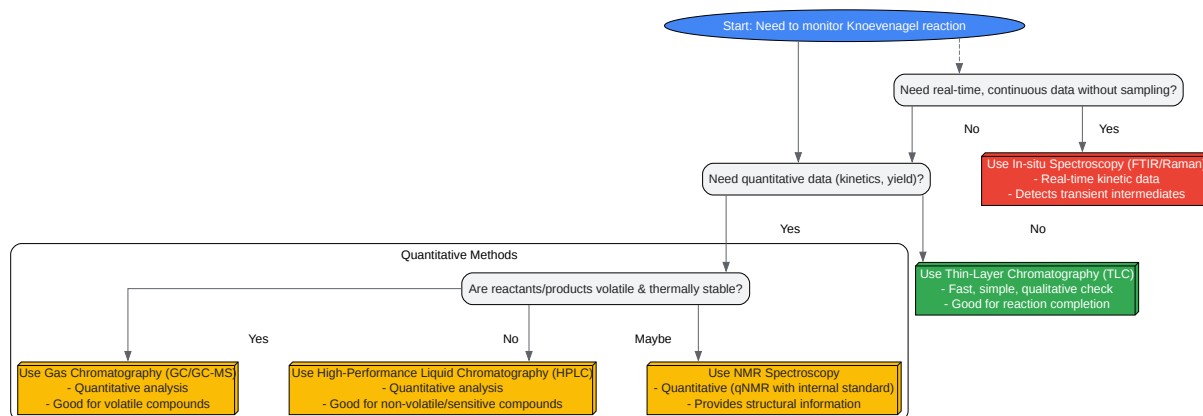 Start: Need to monitor Knoevenagel reaction
Need real-time, continuous data without sampling?
No
Yes
Use In-situ Spectroscopy (FTIR/Raman)
- Real-time kinetic data
- Detects transient intermediates
Need quantitative data (kinetics, yield)?
Yes
No
Quantitative Methods
Use Thin-Layer Chromatography (TLC)
- Fast, simple, qualitative check
- Good for reaction completion
Are reactants/products volatile & thermally stable?
Yes
No
Maybe
Use Gas Chromatography (GC/GC-MS)
- Quantitative analysis
- Good for volatile compounds
Use High-Performance Liquid Chromatography (HPLC)
- Quantitative analysis
- Good for non-volatile/sensitive compounds
Use NMR Spectroscopy
- Quantitative (qNMR with internal standard)
- Provides structural information